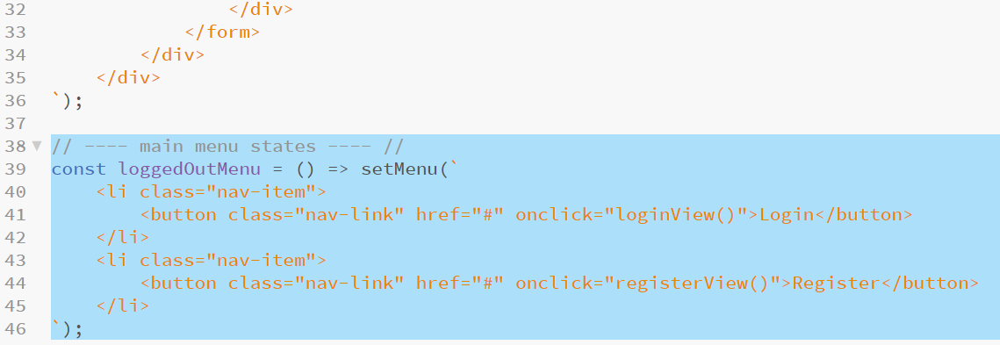 32                 </div>
33             </form>
34         </div>
35     </div>
36 `);
37
38 // ---- main menu states ---- //
39 const loggedOutMenu = () => setMenu(`
40     <li class="nav-item">
41         <button class="nav-link" href="#" onclick="loginView()">Login</button>
42     </li>
43     <li class="nav-item">
44         <button class="nav-link" href="#" onclick="registerView()">Register</button>
45     </li>
46 `);